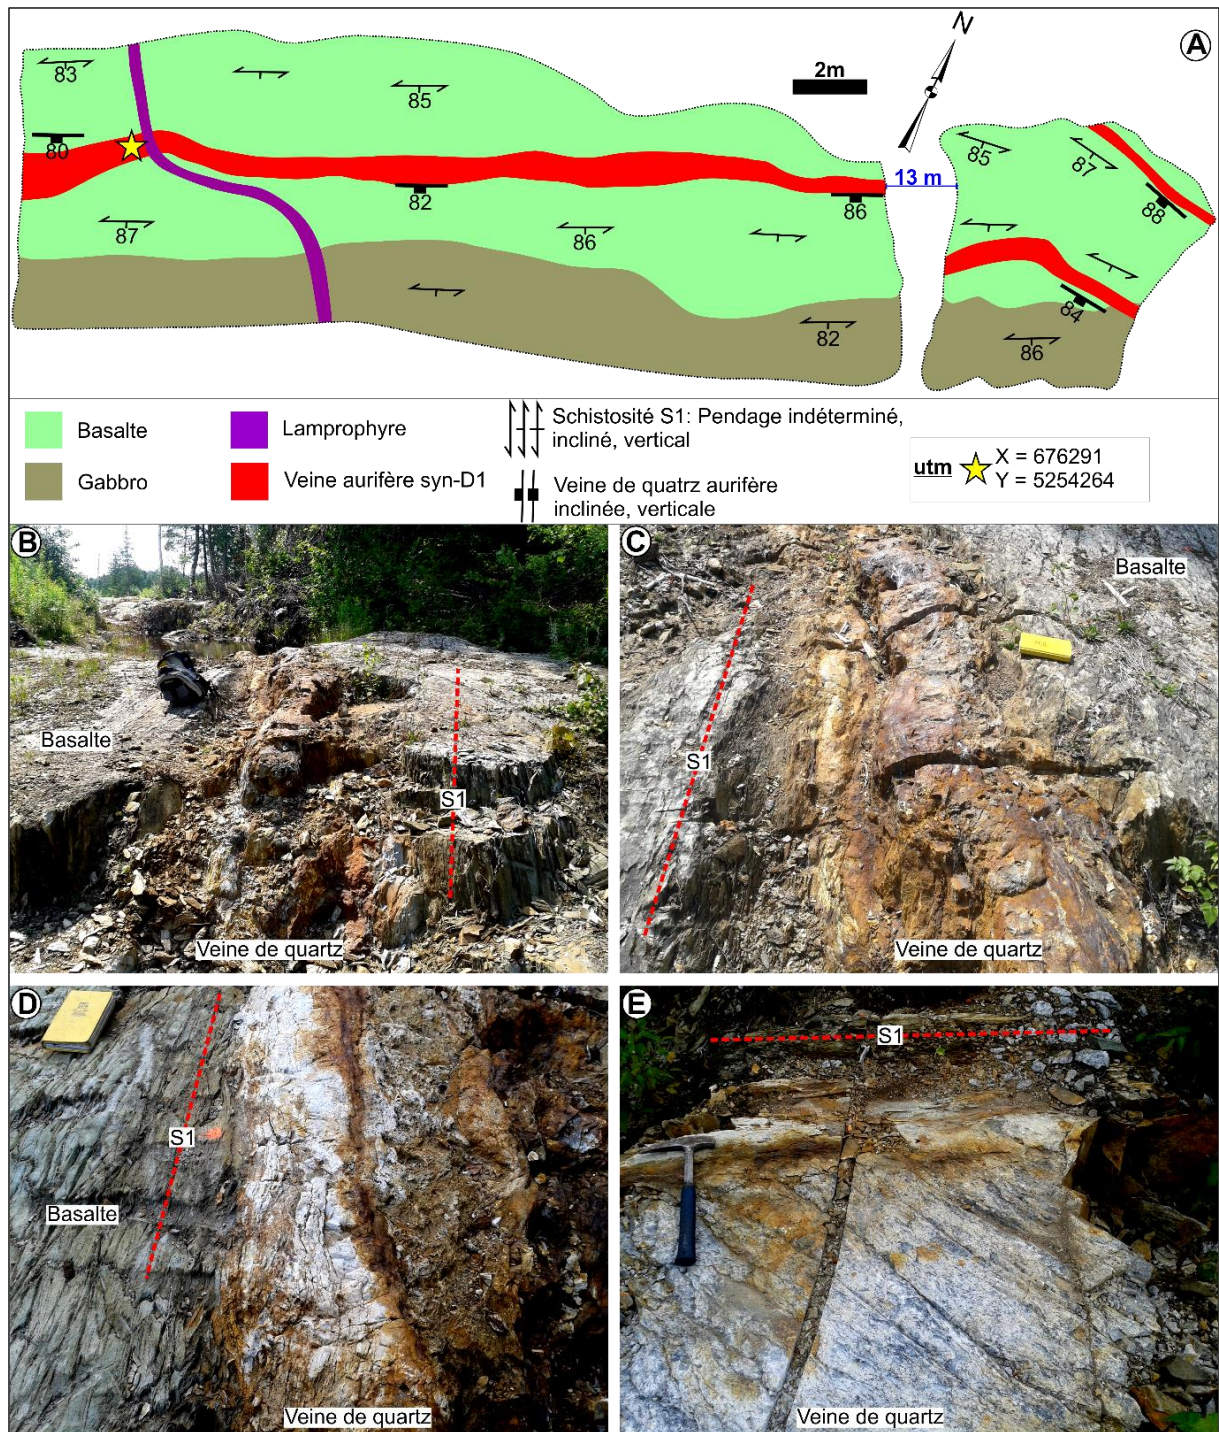 N
A
2m
83
85
80
82
86
87
86
82
13 m
85
87
88
84
86
Basalte
Lamprophyre
Schistosité S1: Pendage indéterminé,
incliné, vertical
Gabbro
Veine aurifère syn-D1
Veine de quatrz aurifère
inclinée, verticale
utm
X = 676291
Y = 5254264
B
Basalte
S1
Veine de quartz
C
Basalte
S1
Veine de quartz
D
S1
Basalte
Veine de quartz
E
S1
Veine de quartz